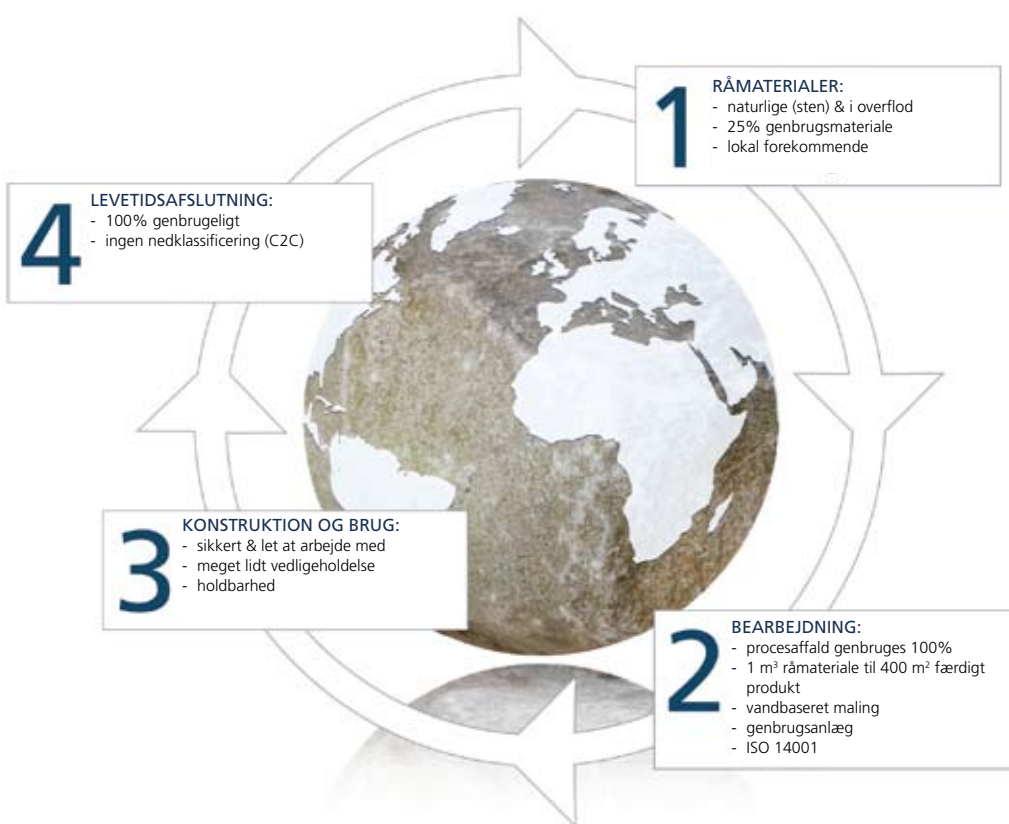 1
RÅMATERIALER:
- naturlige (sten) & i overflod
- 25% genbrugsmateriale
- lokal forekommende
2
BEARBEJDNING:
- procesaffald genbruges 100%
- 1 m³ råmateriale til 400 m² færdigt
produkt
- vandbaseret maling
- genbrugsanlæg
- ISO 14001
3
KONSTRUKTION OG BRUG:
- sikkert & let at arbejde med
- meget lidt vedligeholdelse
- holdbarhed
4
LEVETIDSAFSLUTNING:
- 100% genbrugeligt
- ingen nedklassificering (C2C)